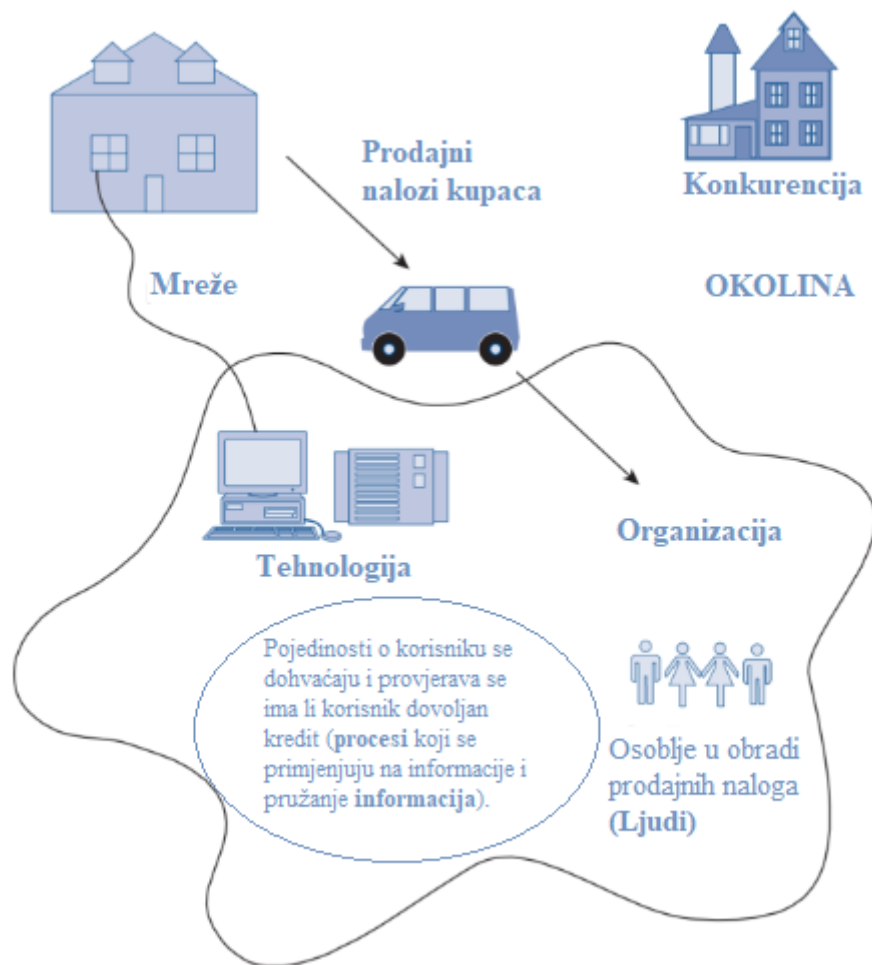 Prodajni
nalozi kupaca
Konkurencija
Mreže
OKOLINA
Organizacija
Tehnologija
Pojedinosti o korisniku se
dohvaćaju i provjerava se
ima li korisnik dovoljan
kredit (procesi koji se
primjenjuju na informacije i
pružanje informacija).
Osoblje u obradi
prodajnih naloga
(Ljudi)